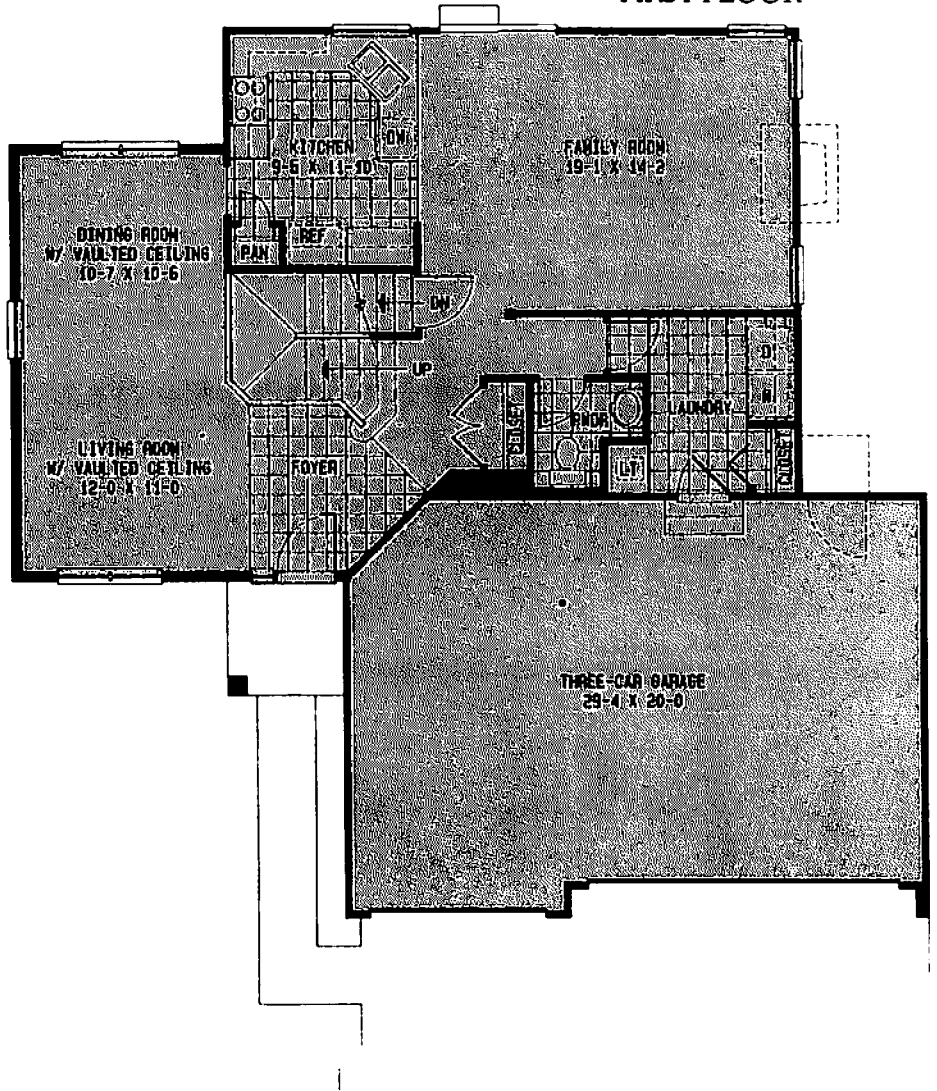 FIRST FLOOR
KITCHEN
9-6 X 11-10
DW
FAMILY ROOM
19-1 X 14-2
REF
PAN
DINING ROOM
W/ VAULTED CEILING
10-7 X 10-6
DN
UP
D
W
LIVING ROOM
W/ VAULTED CEILING
12-0 X 11-0
FOYER
CLOSET
PWDR
LAUNDRY
LT
CLOSET
THREE-CAR GARAGE
29-4 X 20-0